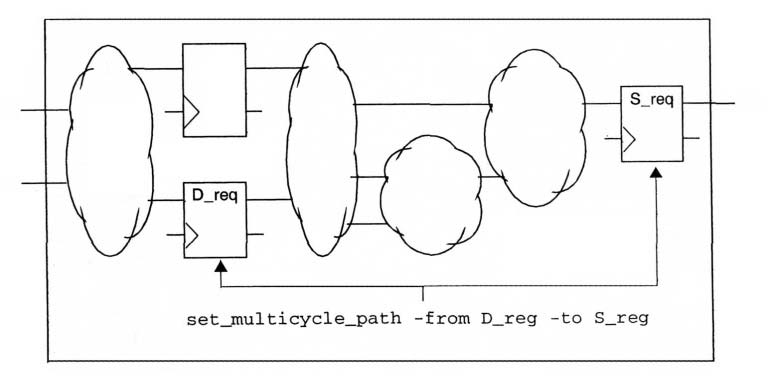 S_req
D_req
set_multicycle_path -from D_reg -to S_reg